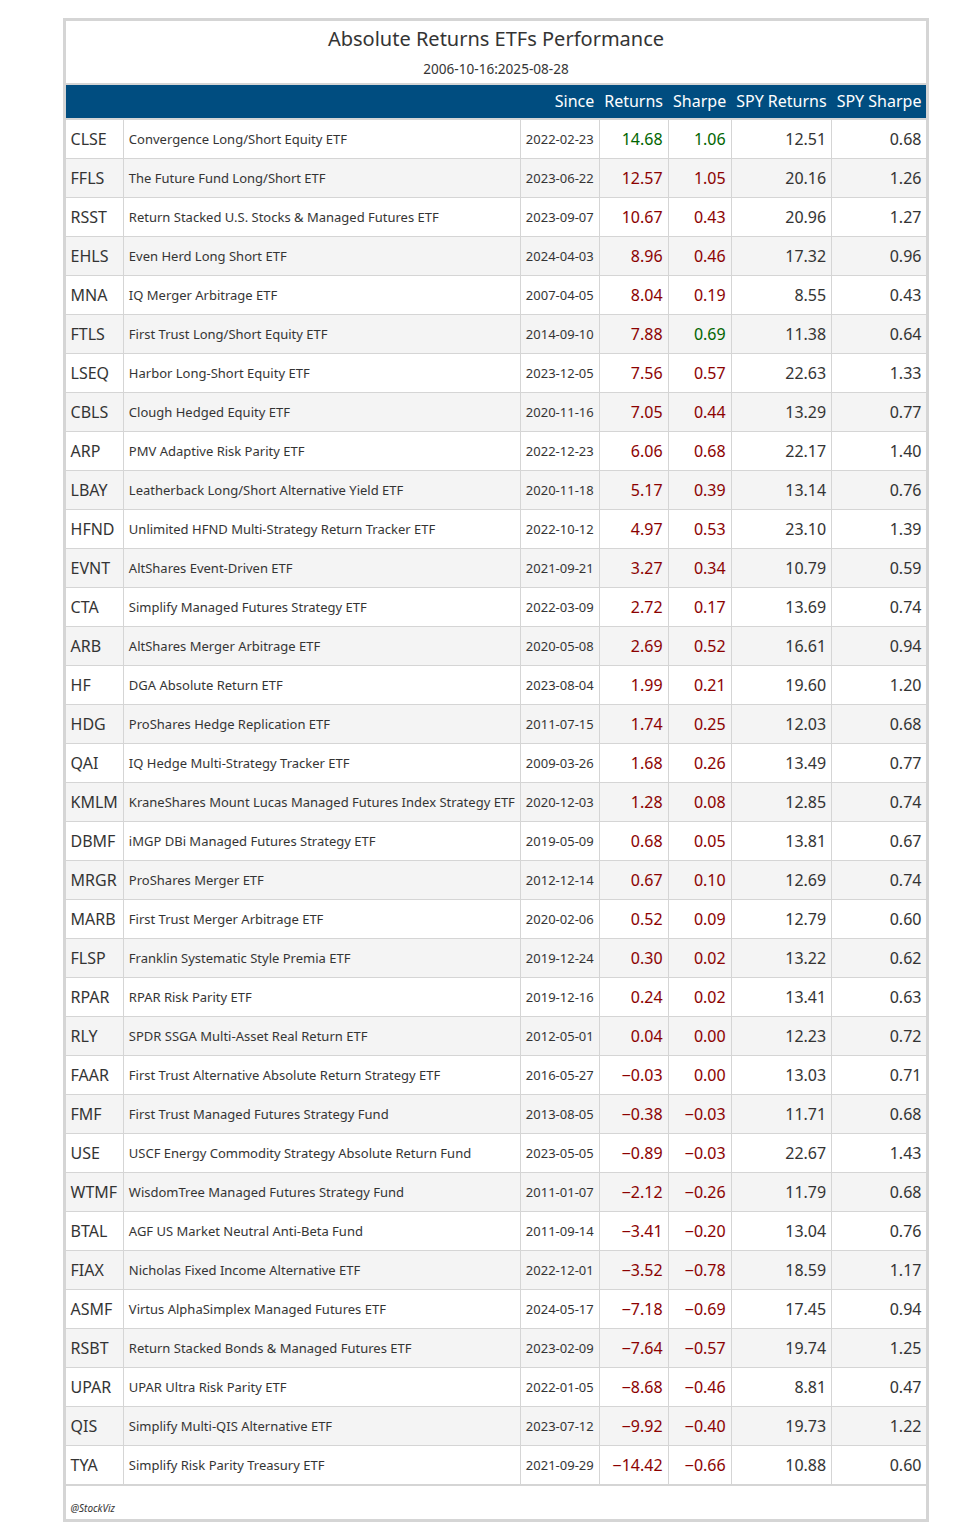 Absolute Returns ETFs Performance
2006-10-16:2025-08-28
Since Returns Sharpe SPY Returns SPY Sharpe
CLSE Convergence Long/Short Equity ETF 2022-02-23 14.68 1.06 12.51 0.68
FFLS The Future Fund Long/Short ETF 2023-06-22 12.57 1.05 20.16 1.26
RSST Return Stacked U.S. Stocks & Managed Futures ETF 2023-09-07 10.67 0.43 20.96 1.27
EHLS Even Herd Long Short ETF 2024-04-03 8.96 0.46 17.32 0.96
MNA IQ Merger Arbitrage ETF 2007-04-05 8.04 0.19 8.55 0.43
FTLS First Trust Long/Short Equity ETF 2014-09-10 7.88 0.69 11.38 0.64
LSEQ Harbor Long-Short Equity ETF 2023-12-05 7.56 0.57 22.63 1.33
CBLS Clough Hedged Equity ETF 2020-11-16 7.05 0.44 13.29 0.77
ARP PMV Adaptive Risk Parity ETF 2022-12-23 6.06 0.68 22.17 1.40
LBAY Leatherback Long/Short Alternative Yield ETF 2020-11-18 5.17 0.39 13.14 0.76
HFND Unlimited HFND Multi-Strategy Return Tracker ETF 2022-10-12 4.97 0.53 23.10 1.39
EVNT AltShares Event-Driven ETF 2021-09-21 3.27 0.34 10.79 0.59
CTA Simplify Managed Futures Strategy ETF 2022-03-09 2.72 0.17 13.69 0.74
ARB AltShares Merger Arbitrage ETF 2020-05-08 2.69 0.52 16.61 0.94
HF DGA Absolute Return ETF 2023-08-04 1.99 0.21 19.60 1.20
HDG ProShares Hedge Replication ETF 2011-07-15 1.74 0.25 12.03 0.68
QAI IQ Hedge Multi-Strategy Tracker ETF 2009-03-26 1.68 0.26 13.49 0.77
KMLM KraneShares Mount Lucas Managed Futures Index Strategy ETF 2020-12-03 1.28 0.08 12.85 0.74
DBMF iMGP DBi Managed Futures Strategy ETF 2019-05-09 0.68 0.05 13.81 0.67
MRGR ProShares Merger ETF 2012-12-14 0.67 0.10 12.69 0.74
MARB First Trust Merger Arbitrage ETF 2020-02-06 0.52 0.09 12.79 0.60
FLSP Franklin Systematic Style Premia ETF 2019-12-24 0.30 0.02 13.22 0.62
RPAR RPAR Risk Parity ETF 2019-12-16 0.24 0.02 13.41 0.63
RLY SPDR SSGA Multi-Asset Real Return ETF 2012-05-01 0.04 0.00 12.23 0.72
FAAR First Trust Alternative Absolute Return Strategy ETF 2016-05-27 −0.03 0.00 13.03 0.71
FMF First Trust Managed Futures Strategy Fund 2013-08-05 −0.38 −0.03 11.71 0.68
USE USCF Energy Commodity Strategy Absolute Return Fund 2023-05-05 −0.89 −0.03 22.67 1.43
WTMF WisdomTree Managed Futures Strategy Fund 2011-01-07 −2.12 −0.26 11.79 0.68
BTAL AGF US Market Neutral Anti-Beta Fund 2011-09-14 −3.41 −0.20 13.04 0.76
FIAX Nicholas Fixed Income Alternative ETF 2022-12-01 −3.52 −0.78 18.59 1.17
ASMF Virtus AlphaSimplex Managed Futures ETF 2024-05-17 −7.18 −0.69 17.45 0.94
RSBT Return Stacked Bonds & Managed Futures ETF 2023-02-09 −7.64 −0.57 19.74 1.25
UPAR UPAR Ultra Risk Parity ETF 2022-01-05 −8.68 −0.46 8.81 0.47
QIS Simplify Multi-QIS Alternative ETF 2023-07-12 −9.92 −0.40 19.73 1.22
TYA Simplify Risk Parity Treasury ETF 2021-09-29 −14.42 −0.66 10.88 0.60
@StockViz